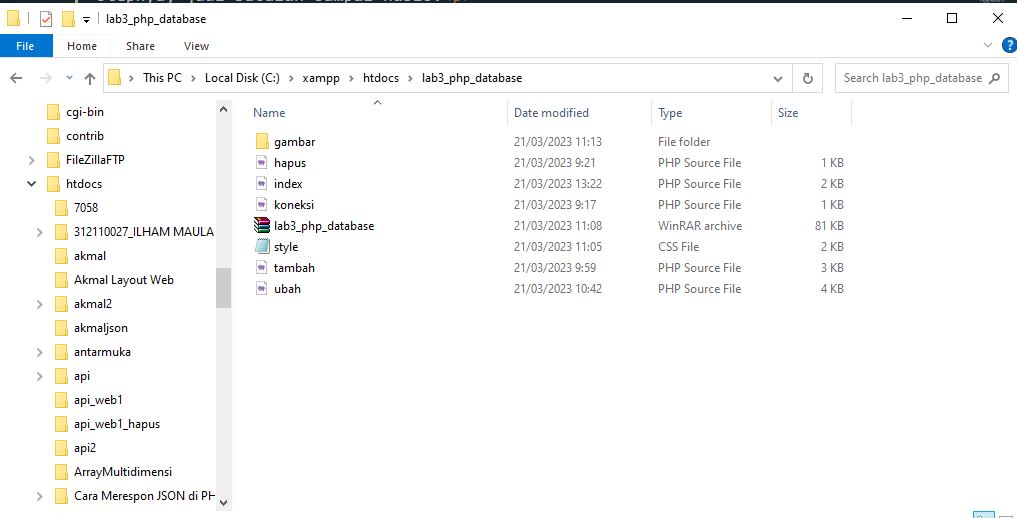 lab3_php_database
File Home Share View
This PC Local Disk (C:) xampp htdocs lab3_php_database Search lab3_php_database
Name Date modified Type Size
cgi-bin
contrib
FileZillaFTP
htdocs
7058
312110027_ILHAM MAULA
akmal
Akmal Layout Web
akmal2
akmaljson
antarmuka
api
api_web1
api_web1_hapus
api2
ArrayMultidimensi
Cara Merespon JSON di PH
gambar 21/03/2023 11:13 File folder
hapus 21/03/2023 9:21 PHP Source File 1 KB
index 21/03/2023 13:22 PHP Source File 2 KB
koneksi 21/03/2023 9:17 PHP Source File 1 KB
lab3_php_database 21/03/2023 11:08 WinRAR archive 81 KB
style 21/03/2023 11:05 CSS File 2 KB
tambah 21/03/2023 9:59 PHP Source File 3 KB
ubah 21/03/2023 10:42 PHP Source File 4 KB